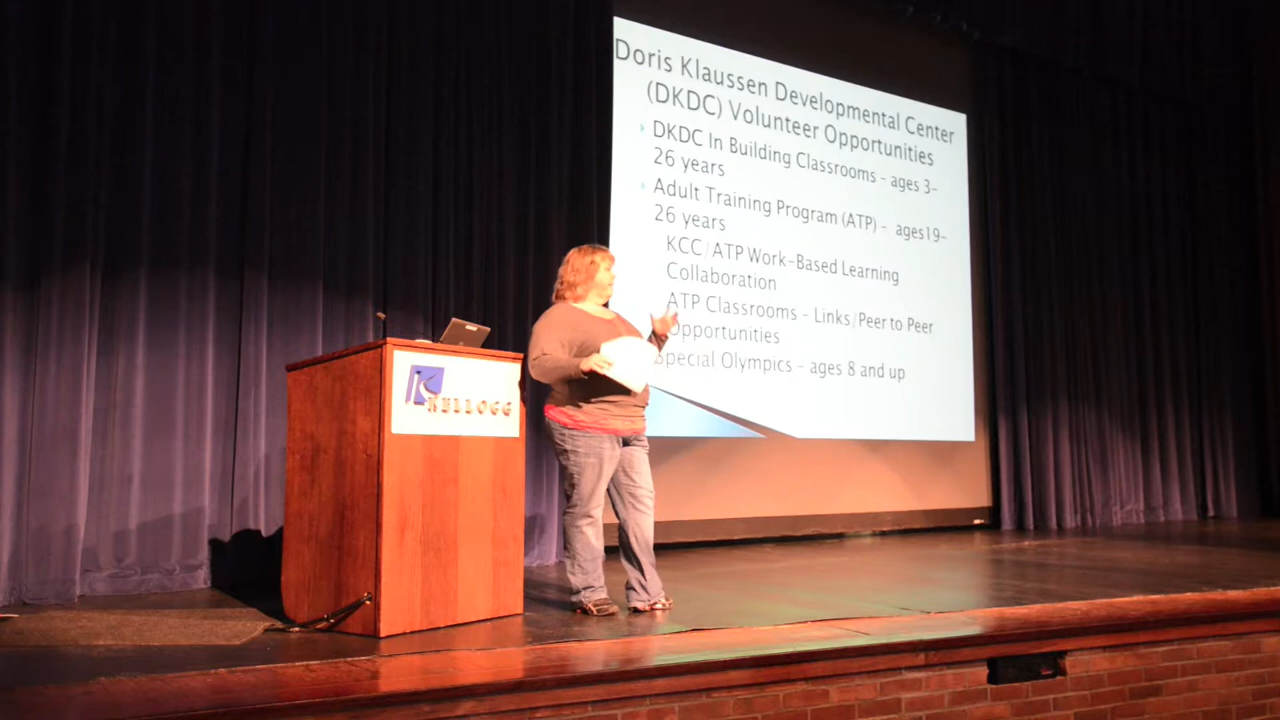 Doris Klaussen Developmental Center
(DKDC) Volunteer Opportunities
DKDC In Building Classrooms - ages 3-
26 years
Adult Training Program (ATP) - ages19-
26 years
KCC/ATP Work-Based Learning
Collaboration
ATP Classrooms - Links/Peer to Peer
Opportunities
Special Olympics - ages 8 and up
KELLOGG